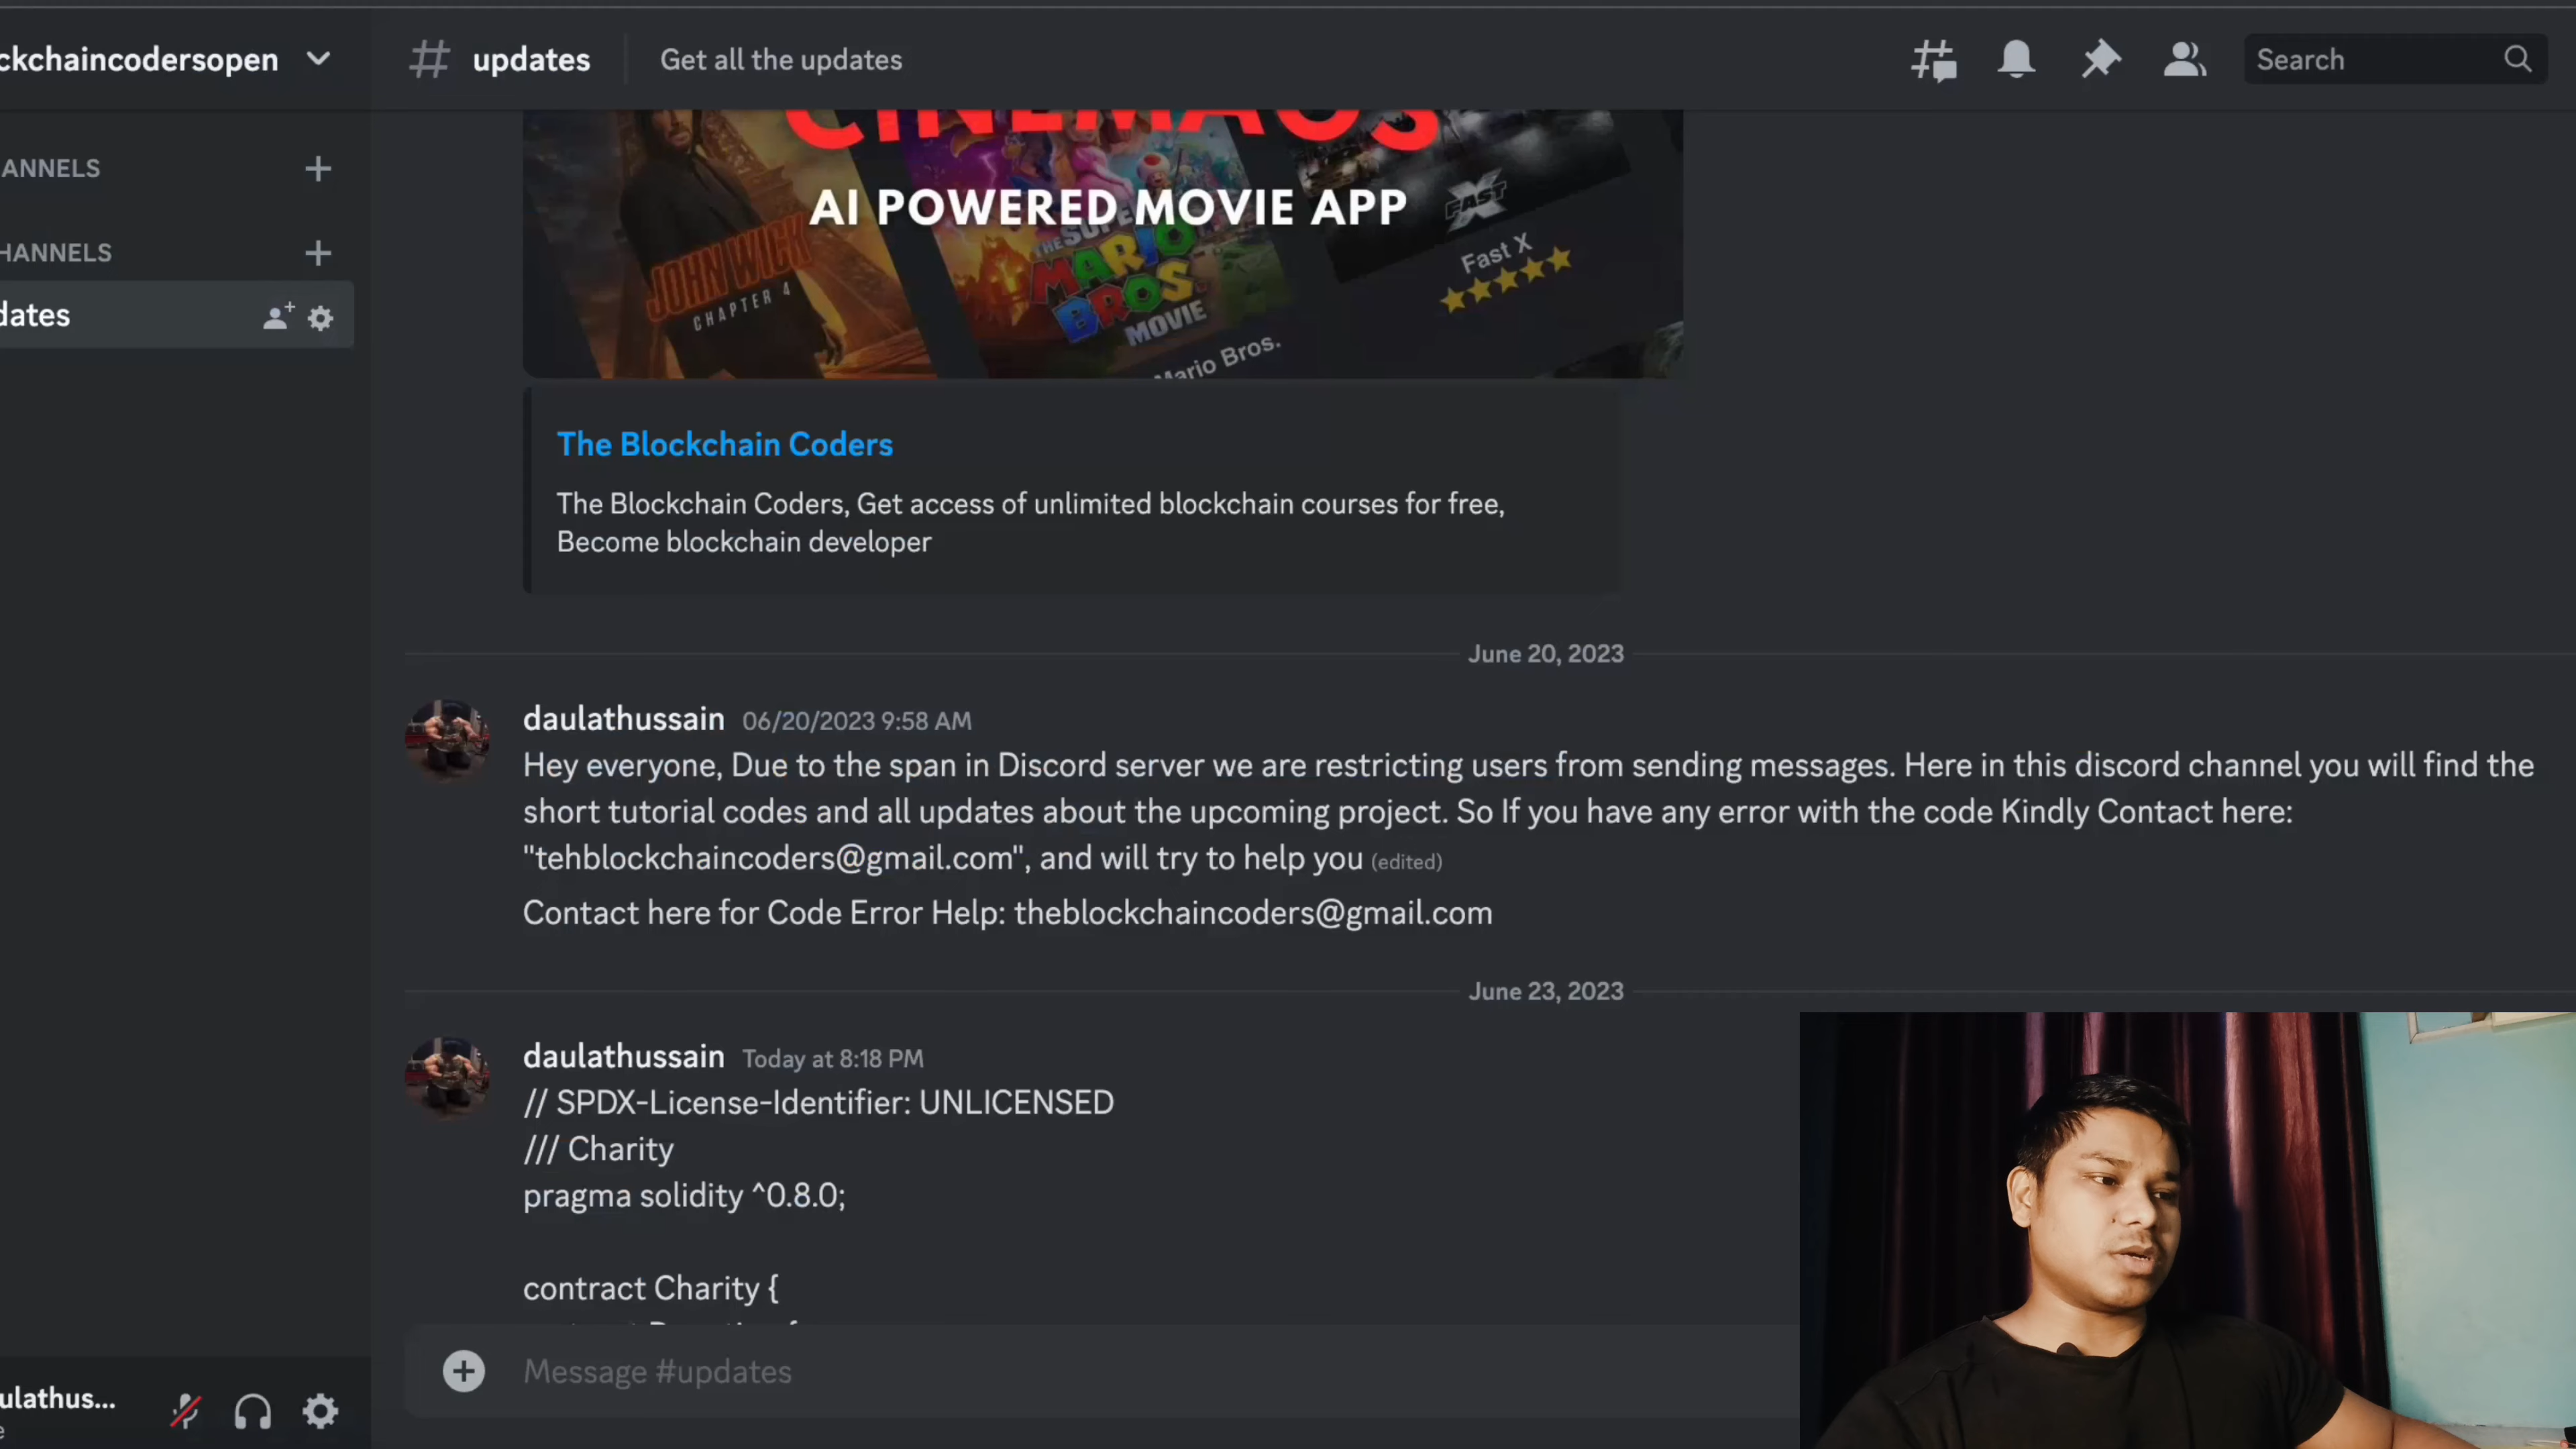 ckchaincodersopen
# updates
Get all the updates
Search
ANNELS
HANNELS
dates
CINEMAOS
AI POWERED MOVIE APP
JOHN WICK
CHAPTER 4
THE SUPER
MARIO
BROS.
MOVIE
Mario Bros.
FAST X
Fast X
The Blockchain Coders
The Blockchain Coders, Get access of unlimited blockchain courses for free,
Become blockchain developer
June 20, 2023
daulathussain 06/20/2023 9:58 AM
Hey everyone, Due to the span in Discord server we are restricting users from sending messages. Here in this discord channel you will find the
short tutorial codes and all updates about the upcoming project. So If you have any error with the code Kindly Contact here:
"tehblockchaincoders@gmail.com", and will try to help you (edited)
Contact here for Code Error Help: theblockchaincoders@gmail.com
June 23, 2023
daulathussain Today at 8:18 PM
// SPDX-License-Identifier: UNLICENSED
/// Charity
pragma solidity ^0.8.0;
contract Charity {
Message #updates
ulathus...